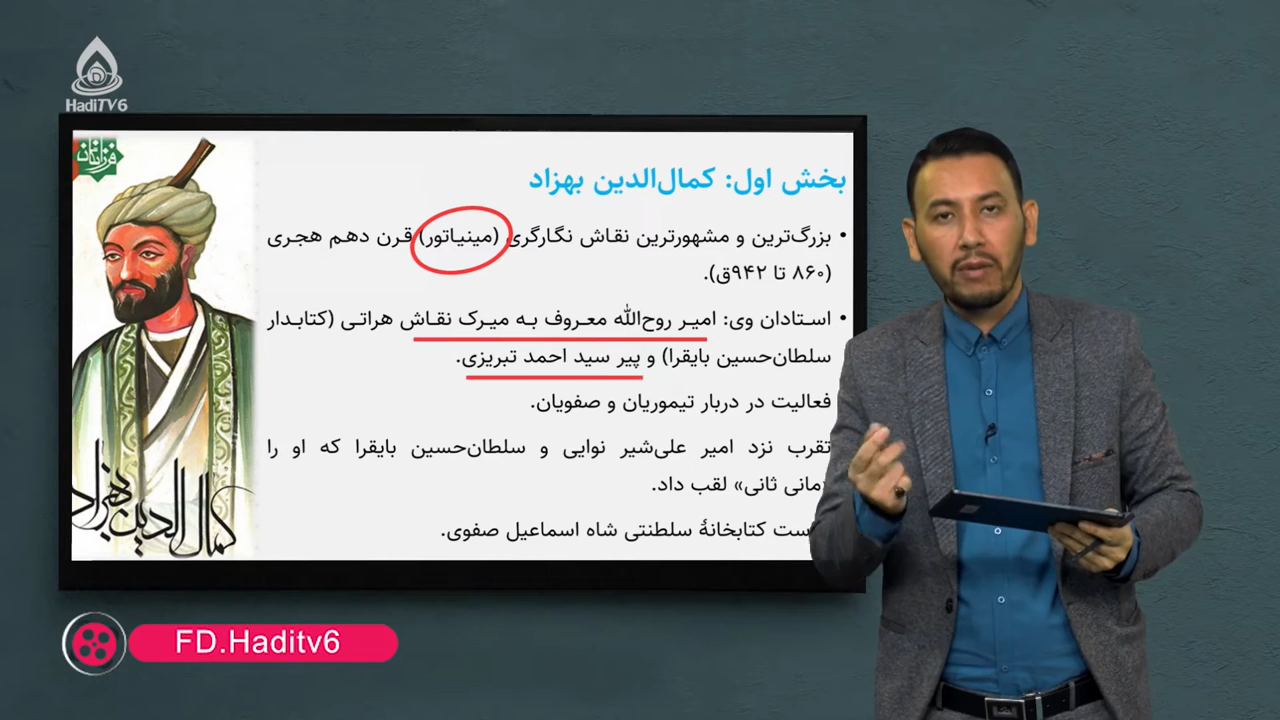 HadiTV6
فرزانگان
بخش اول: کمال‌الدین بهزاد
• بزرگ‌ترین و مشهورترین نقاش نگارگری (مینیاتور) قرن دهم هجری
(۸۶۰ تا ۹۴۲ق).
• استادان وی: امیر روح‌الله معروف به میرک نقاش هراتی (کتابدار
سلطان‌حسین بایقرا) و پیر سید احمد تبریزی.
فعالیت در دربار تیموریان و صفویان.
تقرب نزد امیر علی‌شیر نوایی و سلطان‌حسین بایقرا که او را
مانی ثانی» لقب داد.
کتابخانهٔ سلطنتی شاه اسماعیل صفوی.
کمال الدین بهزاد
FD.Haditv6